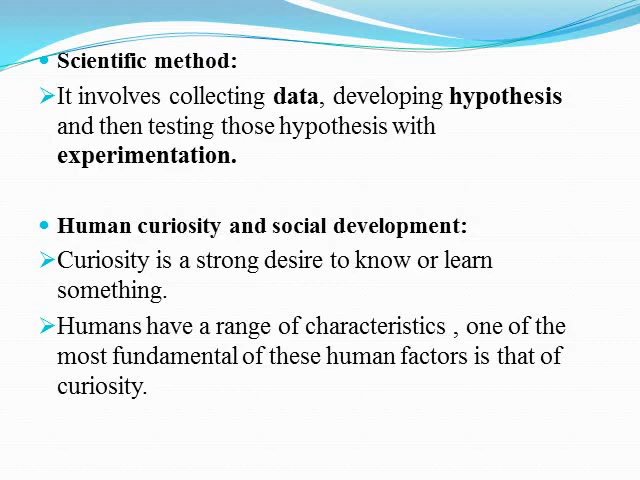 Scientific method:
It involves collecting data, developing hypothesis
and then testing those hypothesis with
experimentation.
Human curiosity and social development:
Curiosity is a strong desire to know or learn
something.
Humans have a range of characteristics , one of the
most fundamental of these human factors is that of
curiosity.